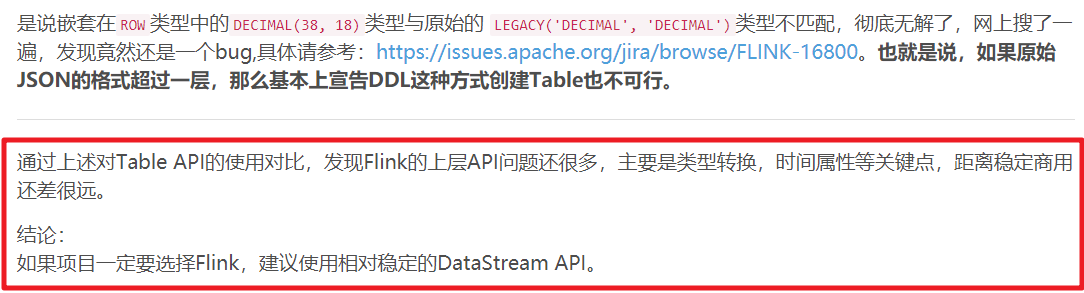 是说嵌套在ROW类型中的DECIMAL(38, 18)类型与原始的 LEGACY('DECIMAL', 'DECIMAL')类型不匹配，彻底无解了，网上搜了一
遍，发现竟然还是一个bug,具体请参考：https://issues.apache.org/jira/browse/FLINK-16800。也就是说，如果原始
JSON的格式超过一层，那么基本上宣告DDL这种方式创建Table也不可行。
通过上述对Table API的使用对比，发现Flink的上层API问题还很多，主要是类型转换，时间属性等关键点，距离稳定商用
还差很远。
结论：
如果项目一定要选择Flink，建议使用相对稳定的DataStream API。